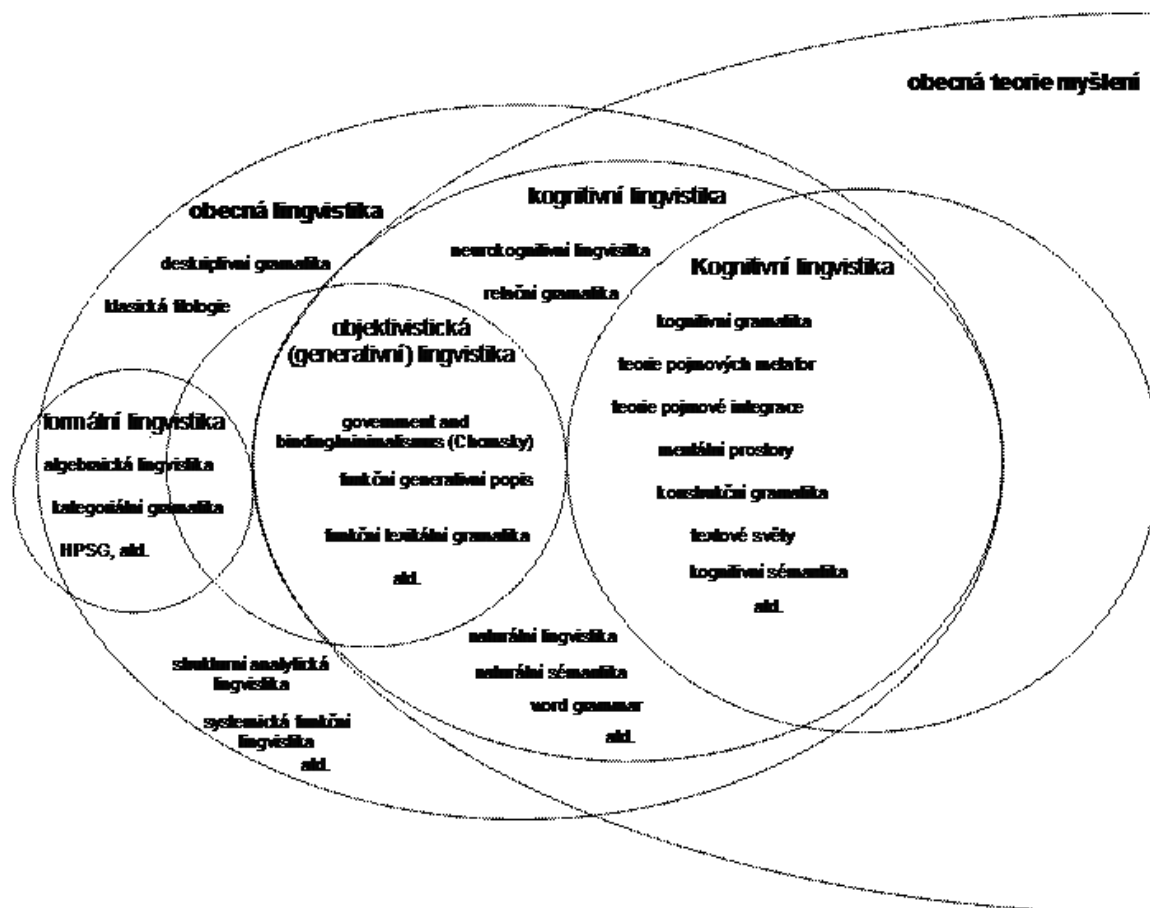 obecná teorie myšlení
obecná lingvistika
deskriptivní gramatika
klasická filologie
kognitivní lingvistika
neurokognitivní lingvistika
relační gramatika
Kognitivní lingvistika
kognitivní gramatika
teorie pojmových metafor
teorie pojmové integrace
mentální prostory
konstrukční gramatika
textové světy
kognitivní sémantika
atd.
objektivistická
(generativní) lingvistika
government and
binding/minimalismus (Chomsky)
funkční generativní popis
funkční lexikální gramatika
atd.
formální lingvistika
algebraická lingvistika
kategoriální gramatika
HPSG, atd.
naturální lingvistika
naturální sémantika
word grammar
atd.
strukturní analytická
lingvistika
systemická funkční
lingvistika
atd.